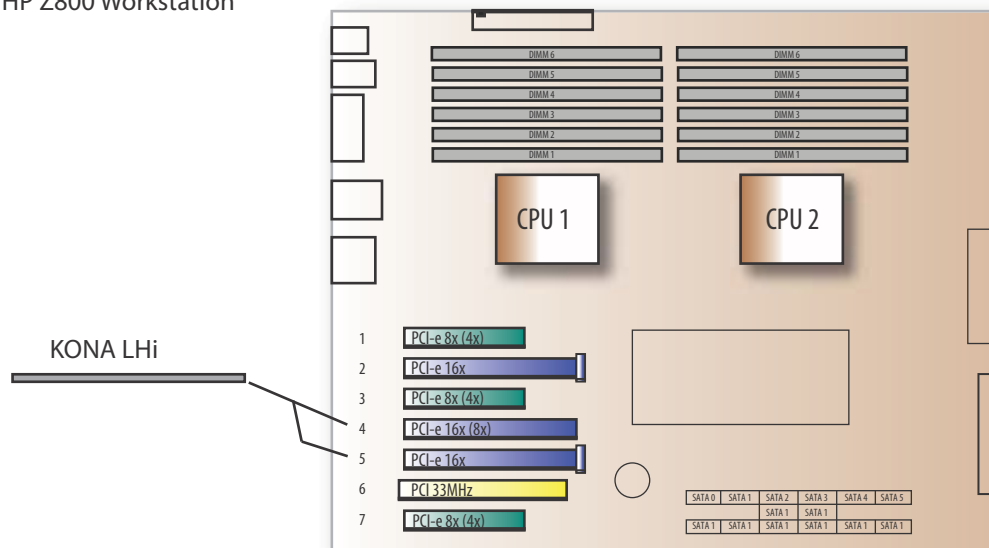 HP Z800 Workstation
DIMM 6 DIMM 6
DIMM 5 DIMM 5
DIMM 4 DIMM 4
DIMM 3 DIMM 3
DIMM 2 DIMM 2
DIMM 1 DIMM 1
CPU 1 CPU 2
KONA LHi
1 PCI-e 8x (4x)
2 PCI-e 16x
3 PCI-e 8x (4x)
4 PCI-e 16x (8x)
5 PCI-e 16x
6 PCI 33MHz
7 PCI-e 8x (4x)
SATA 0 SATA 1 SATA 2 SATA 3 SATA 4 SATA 5
SATA 1 SATA 1
SATA 1 SATA 1 SATA 1 SATA 1 SATA 1 SATA 1